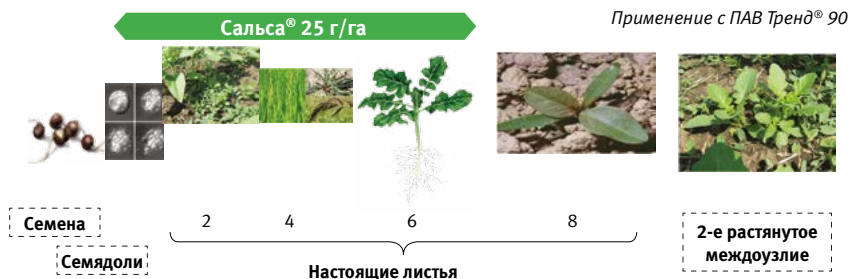 Сальса® 25 г/га
Применение с ПАВ Тренд® 90
Семена
Семядоли
2
4
6
8
Настоящие листья
2-е растянутое
междоузлие